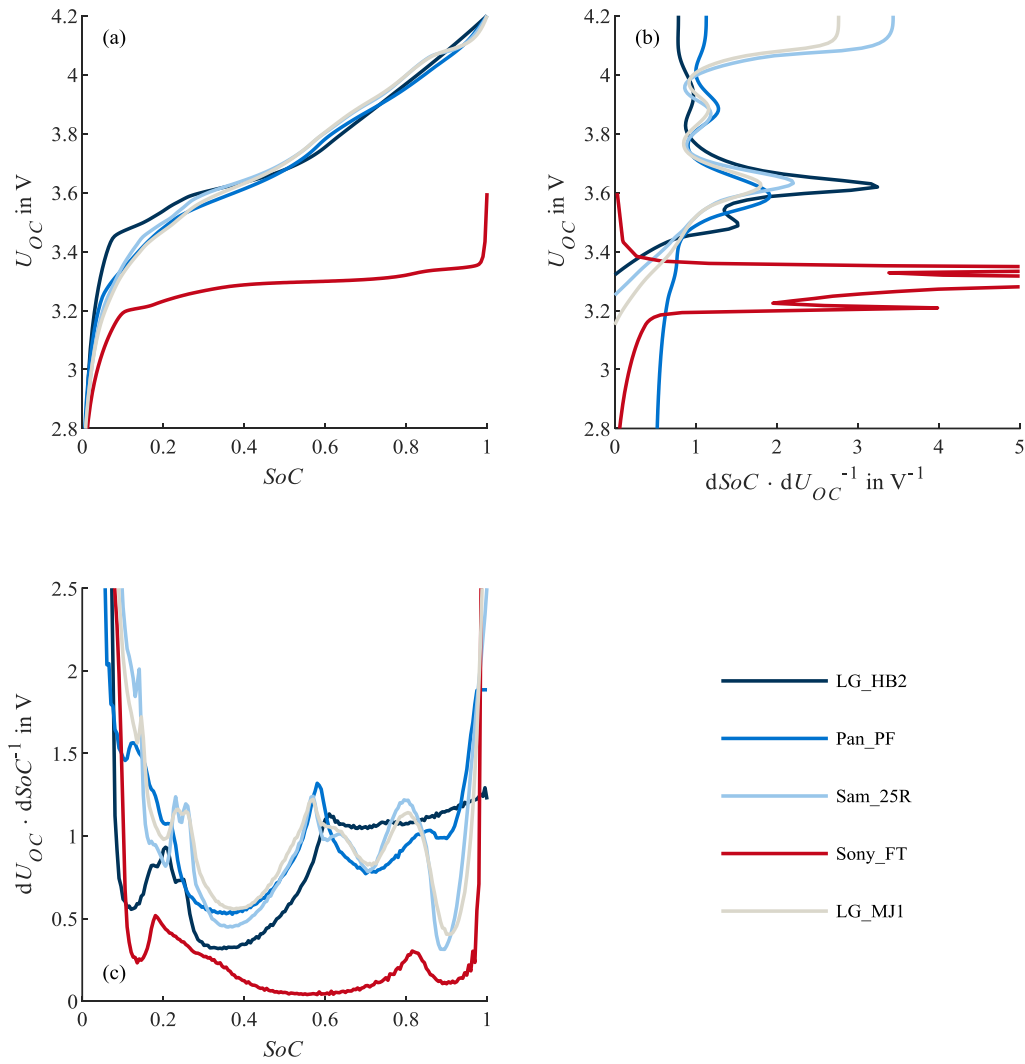 (a)
4.2
4
3.8
3.6
3.4
3.2
3
2.8
U_OC in V
0 0.2 0.4 0.6 0.8 1
SoC
(b)
4.2
4
3.8
3.6
3.4
3.2
3
2.8
U_OC in V
0 1 2 3 4 5
dSoC · dU_OC⁻¹ in V⁻¹
(c)
2.5
2
1.5
1
0.5
0
dU_OC · dSoC⁻¹ in V
0 0.2 0.4 0.6 0.8 1
SoC
LG_HB2
Pan_PF
Sam_25R
Sony_FT
LG_MJ1